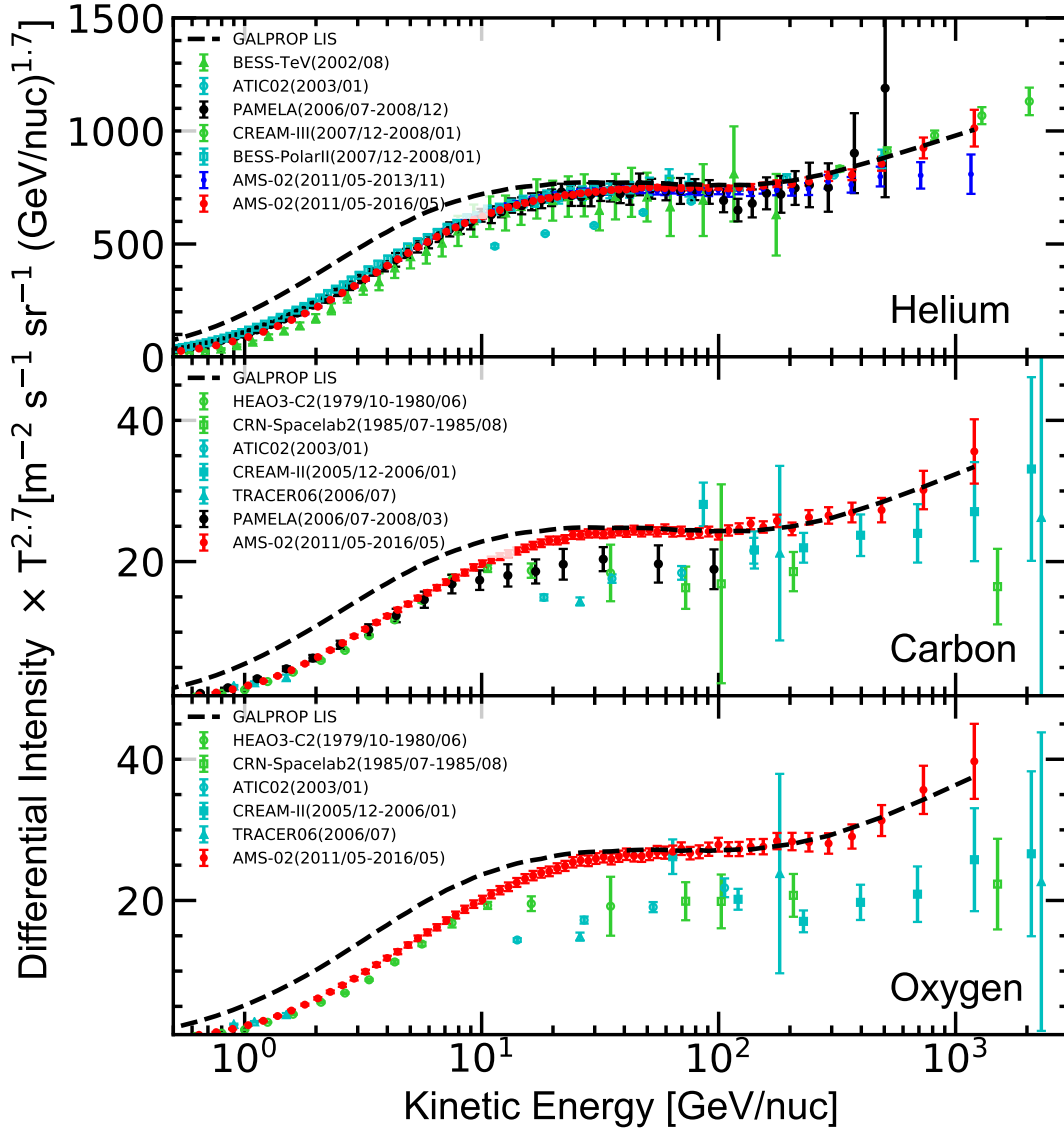 Differential Intensity × T^2.7 [m^−2 s^−1 sr^−1 (GeV/nuc)^1.7]
1500
1000
500
0
GALPROP LIS
BESS-TeV(2002/08)
ATIC02(2003/01)
PAMELA(2006/07-2008/12)
CREAM-III(2007/12-2008/01)
BESS-PolarII(2007/12-2008/01)
AMS-02(2011/05-2013/11)
AMS-02(2011/05-2016/05)
Helium
40
20
GALPROP LIS
HEAO3-C2(1979/10-1980/06)
CRN-Spacelab2(1985/07-1985/08)
ATIC02(2003/01)
CREAM-II(2005/12-2006/01)
TRACER06(2006/07)
PAMELA(2006/07-2008/03)
AMS-02(2011/05-2016/05)
Carbon
40
20
GALPROP LIS
HEAO3-C2(1979/10-1980/06)
CRN-Spacelab2(1985/07-1985/08)
ATIC02(2003/01)
CREAM-II(2005/12-2006/01)
TRACER06(2006/07)
AMS-02(2011/05-2016/05)
Oxygen
10^0 10^1 10^2 10^3
Kinetic Energy [GeV/nuc]